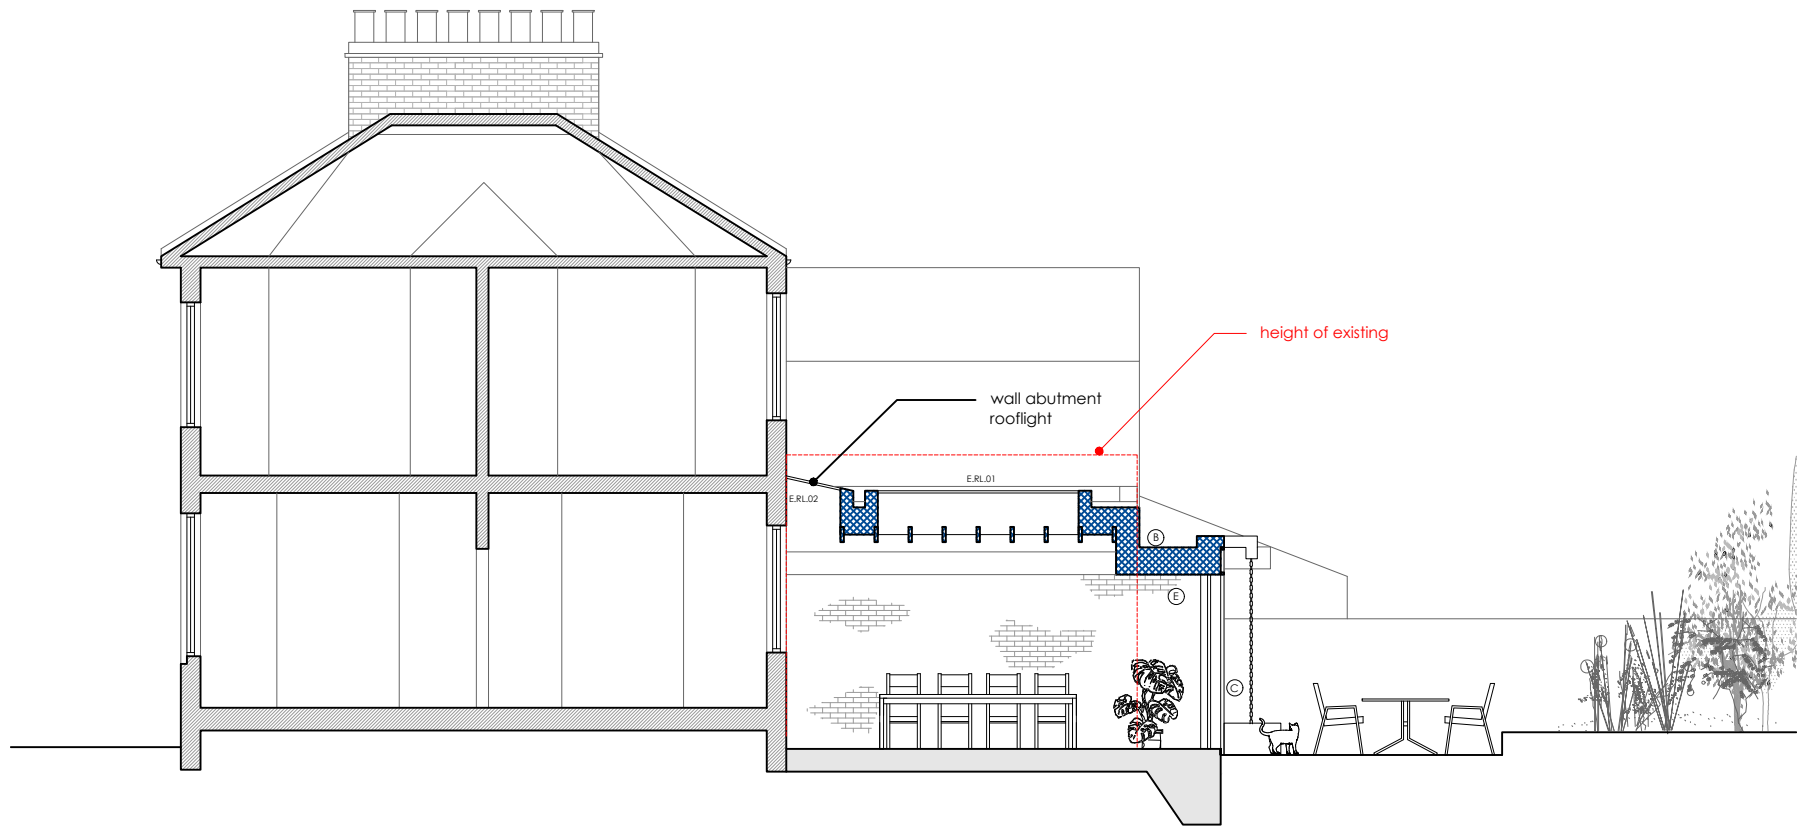 height of existing
wall abutment
rooflight
E.RL.01
E.RL.02
B
E
C